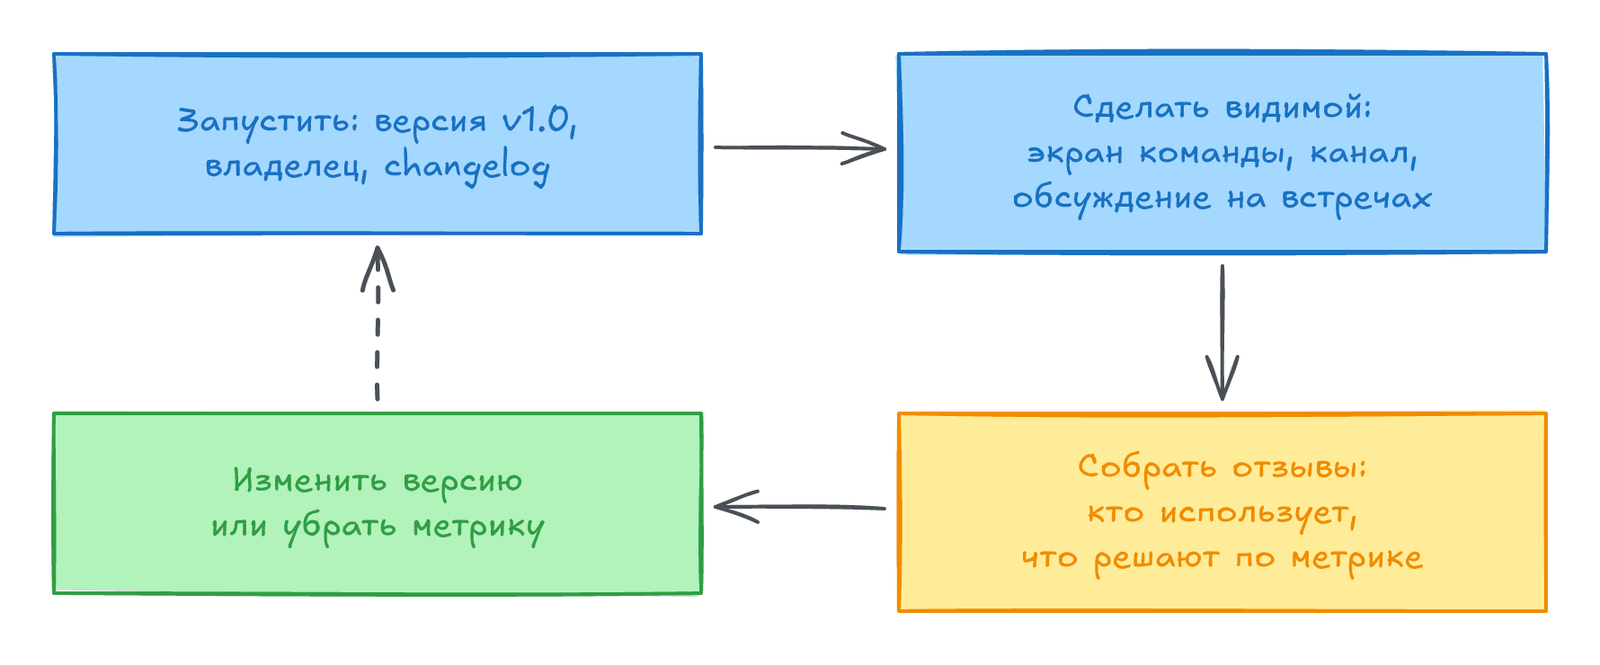 Запустить: версия v1.0,
владелец, changelog
Сделать видимой:
экран команды, канал,
обсуждение на встречах
Изменить версию
или убрать метрику
Собрать отзывы:
кто использует,
что решают по метрике